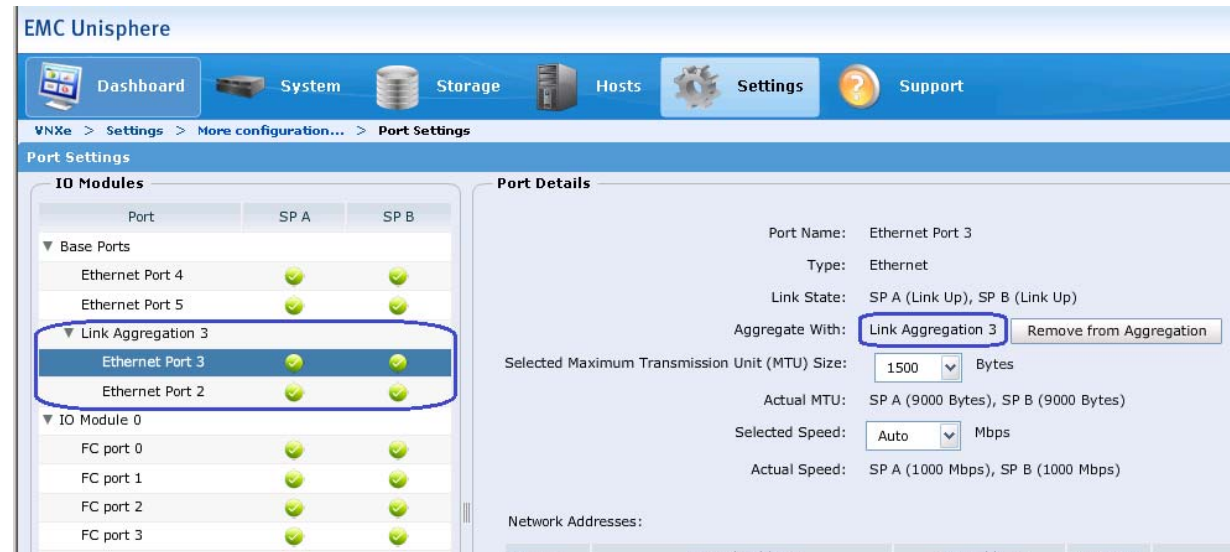 EMC Unisphere
Dashboard System Storage Hosts Settings Support
VNXe > Settings > More configuration... > Port Settings
Port Settings
IO Modules
Port SP A SP B
Base Ports
Ethernet Port 4
Ethernet Port 5
Link Aggregation 3
Ethernet Port 3
Ethernet Port 2
IO Module 0
FC port 0
FC port 1
FC port 2
FC port 3
Port Details
Port Name: Ethernet Port 3
Type: Ethernet
Link State: SP A (Link Up), SP B (Link Up)
Aggregate With: Link Aggregation 3 Remove from Aggregation
Selected Maximum Transmission Unit (MTU) Size: 1500 Bytes
Actual MTU: SP A (9000 Bytes), SP B (9000 Bytes)
Selected Speed: Auto Mbps
Actual Speed: SP A (1000 Mbps), SP B (1000 Mbps)
Network Addresses: